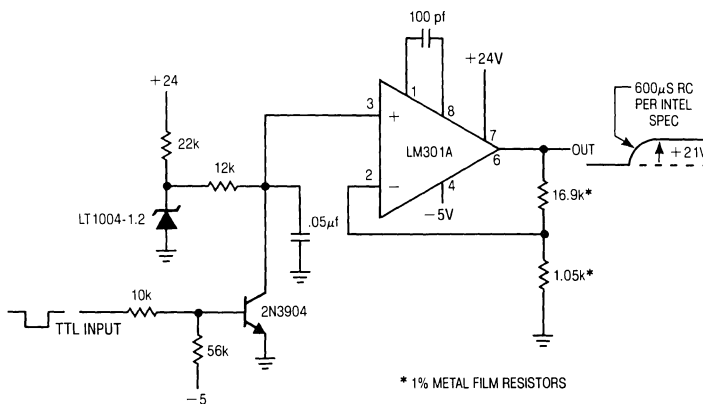 100 pf
+24
+24V
1
8
600µS RC
PER INTEL
SPEC
22k
3
+
7
12k
LM301A
6
OUT
+21V
2
−
4
−5V
16.9k*
LT1004-1.2
.05µf
1.05k*
10k
2N3904
TTL INPUT
56k
−5
* 1% METAL FILM RESISTORS